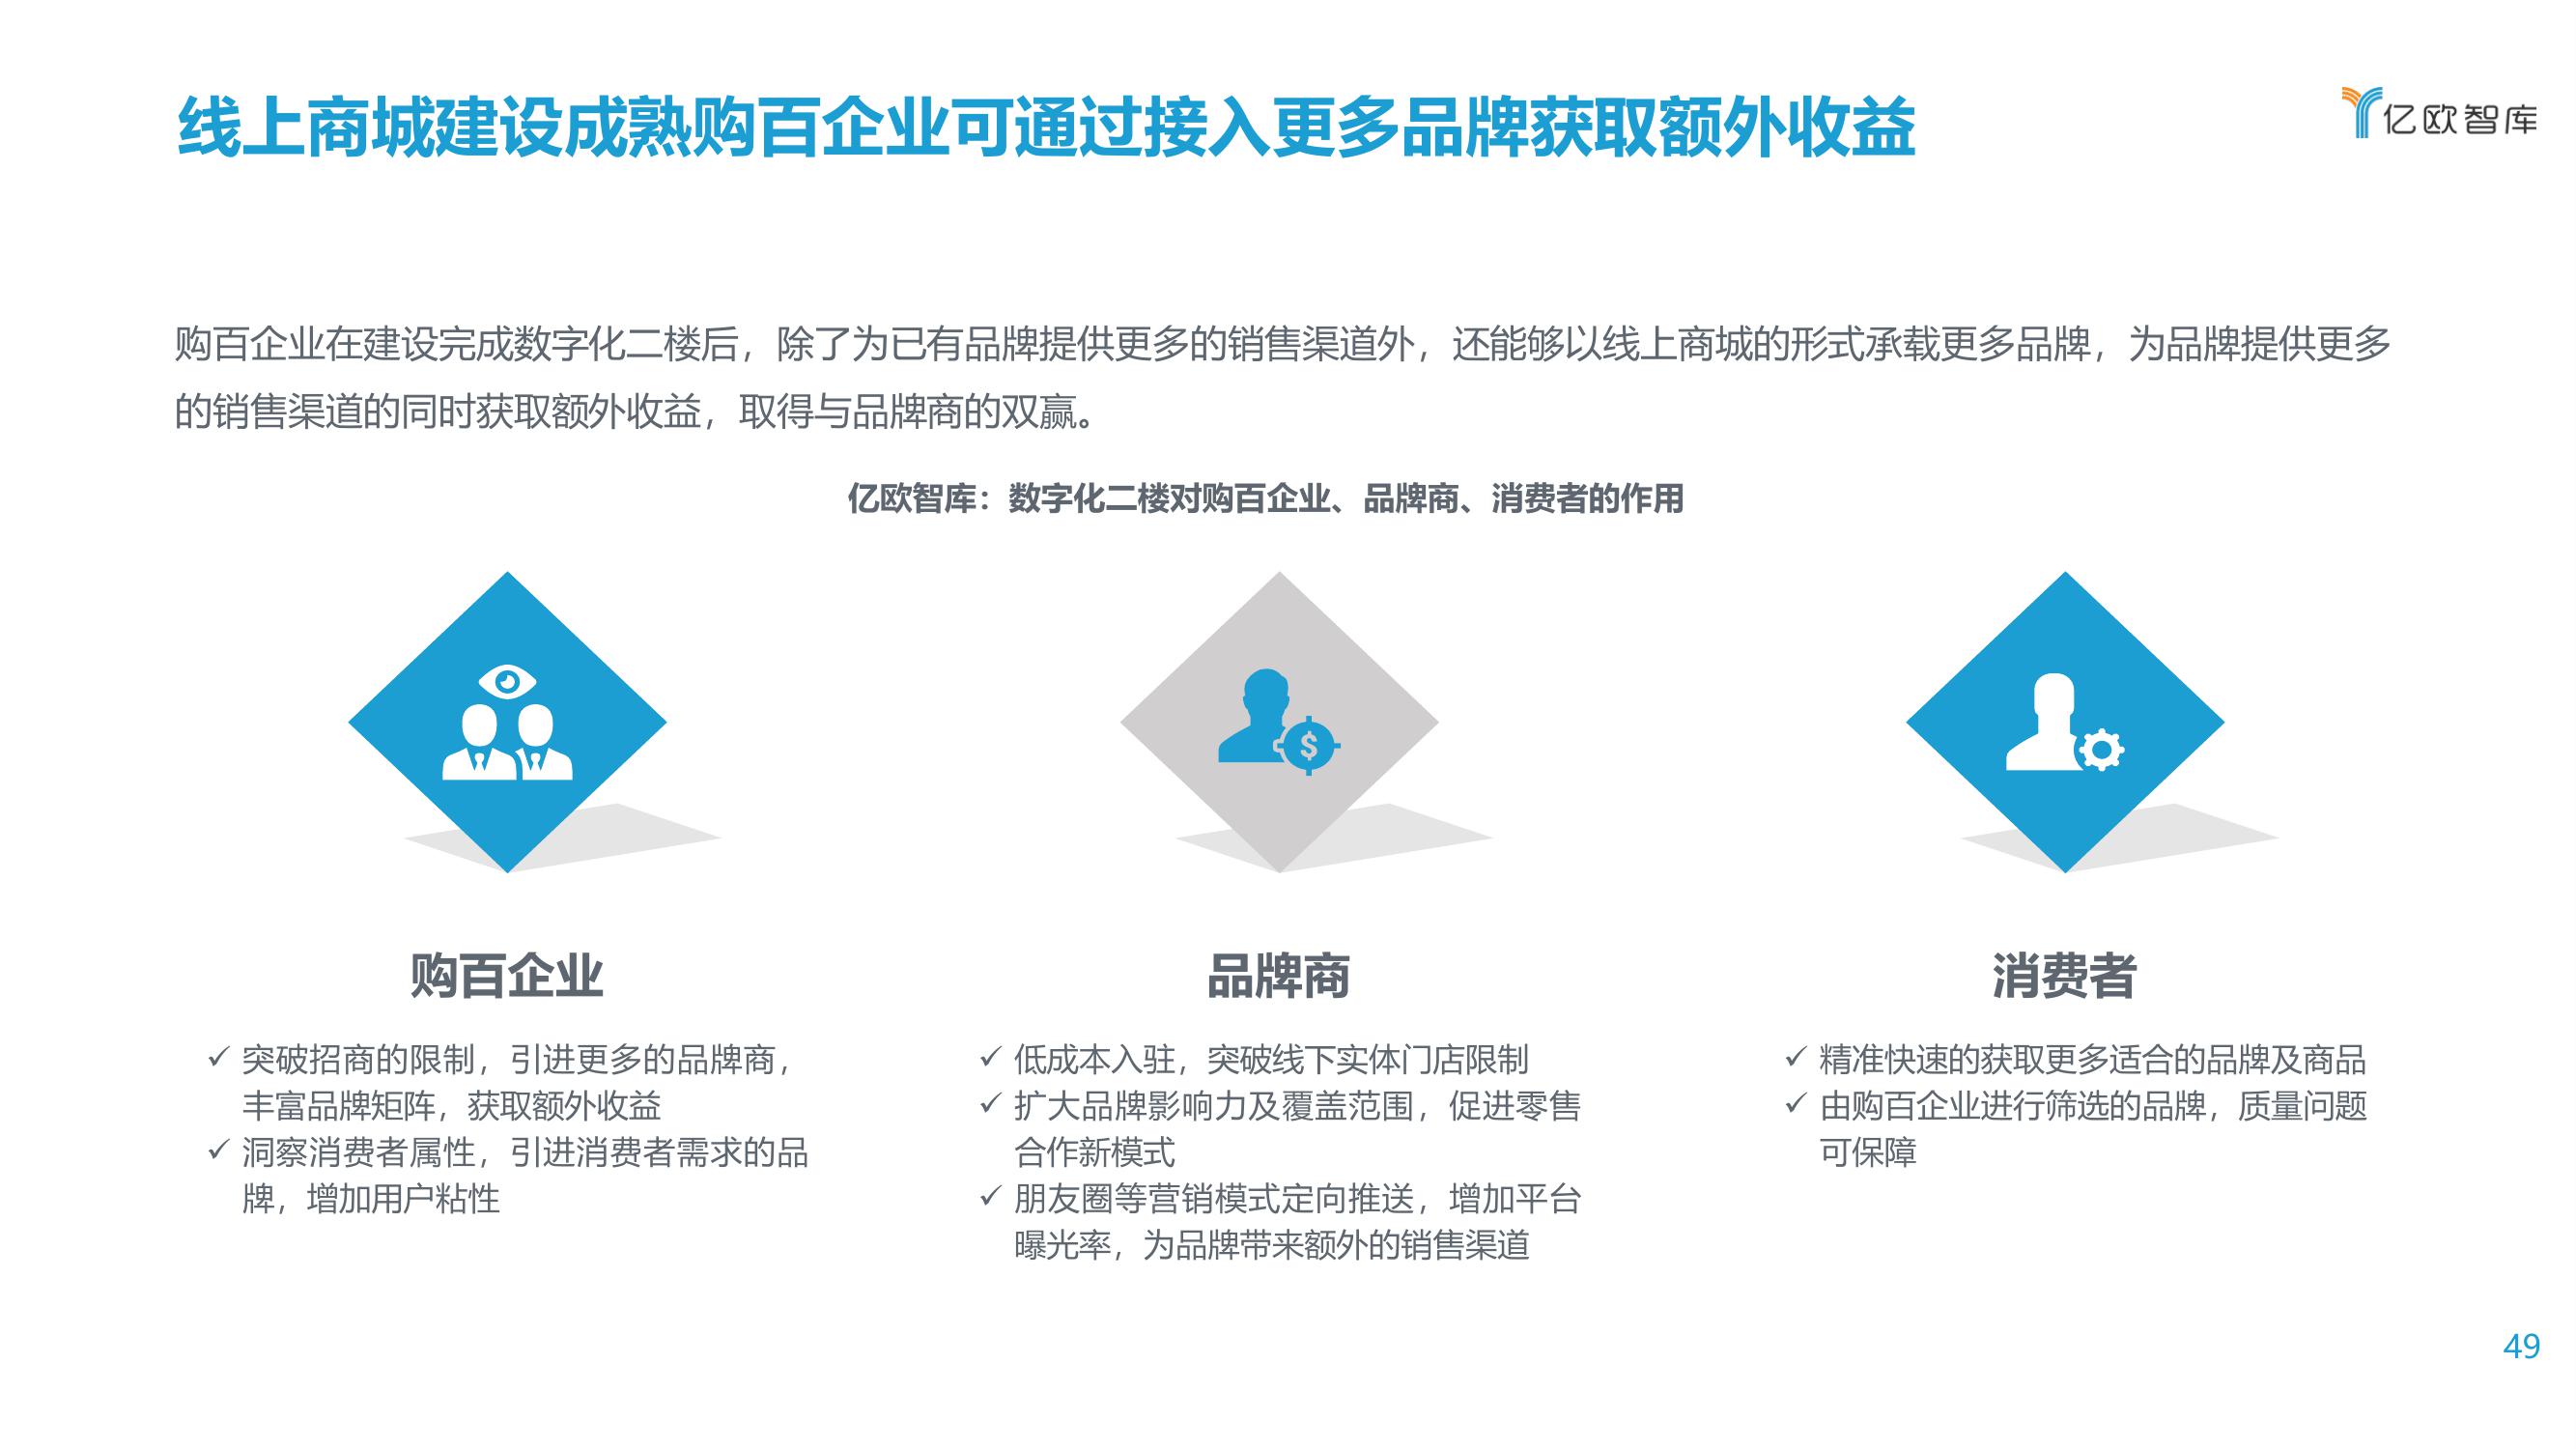 线上商城建设成熟购百企业可通过接入更多品牌获取额外收益
亿欧智库
购百企业在建设完成数字化二楼后，除了为已有品牌提供更多的销售渠道外，还能够以线上商城的形式承载更多品牌，为品牌提供更多
的销售渠道的同时获取额外收益，取得与品牌商的双赢。
亿欧智库：数字化二楼对购百企业、品牌商、消费者的作用
$
购百企业
✓ 突破招商的限制，引进更多的品牌商，
丰富品牌矩阵，获取额外收益
✓ 洞察消费者属性，引进消费者需求的品
牌，增加用户粘性
品牌商
✓ 低成本入驻，突破线下实体门店限制
✓ 扩大品牌影响力及覆盖范围，促进零售
合作新模式
✓ 朋友圈等营销模式定向推送，增加平台
曝光率，为品牌带来额外的销售渠道
消费者
✓ 精准快速的获取更多适合的品牌及商品
✓ 由购百企业进行筛选的品牌，质量问题
可保障
49